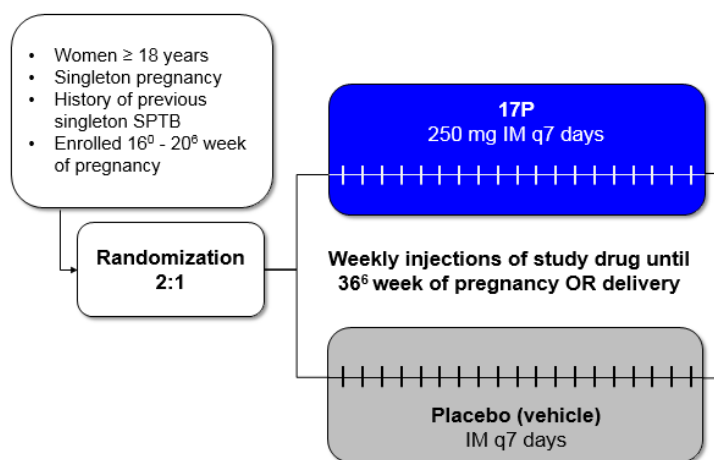 • Women ≥ 18 years
• Singleton pregnancy
• History of previous
singleton SPTB
• Enrolled 16⁰ - 20⁶ week
of pregnancy
Randomization
2:1
17P
250 mg IM q7 days
Weekly injections of study drug until
36⁶ week of pregnancy OR delivery
Placebo (vehicle)
IM q7 days